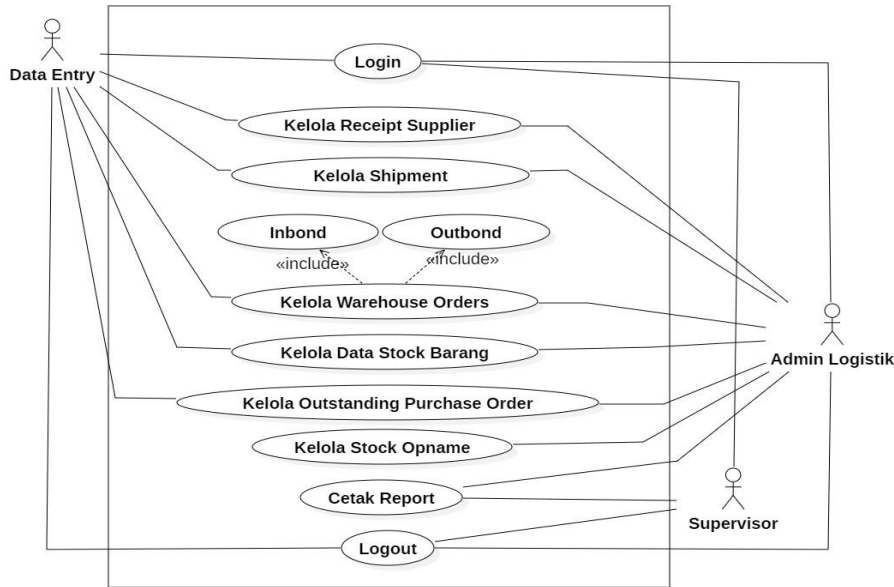 Data Entry
Login
Kelola Receipt Supplier
Kelola Shipment
Inbond
Outbond
«include»
«include»
Kelola Warehouse Orders
Kelola Data Stock Barang
Admin Logistik
Kelola Outstanding Purchase Order
Kelola Stock Opname
Cetak Report
Supervisor
Logout